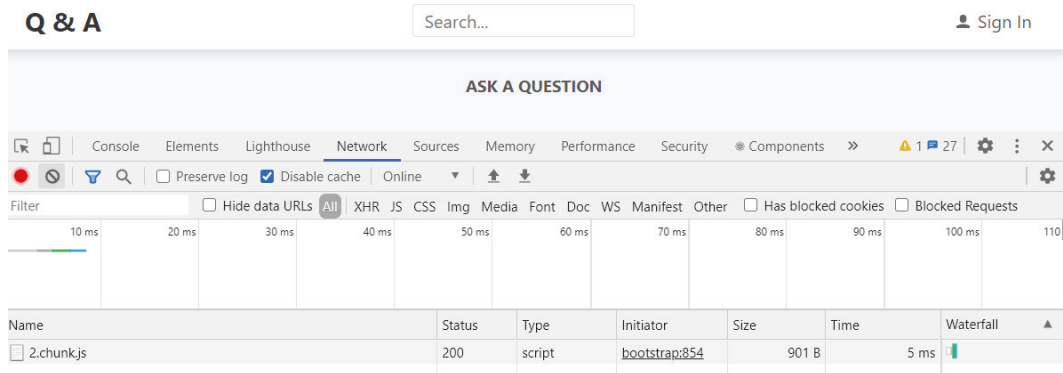 Q & A Search... Sign In
ASK A QUESTION
Console Elements Lighthouse Network Sources Memory Performance Security Components » 1 27
Preserve log Disable cache Online
Filter Hide data URLs All XHR JS CSS Img Media Font Doc WS Manifest Other Has blocked cookies Blocked Requests
10 ms 20 ms 30 ms 40 ms 50 ms 60 ms 70 ms 80 ms 90 ms 100 ms 110
Name Status Type Initiator Size Time Waterfall
2.chunk.js 200 script bootstrap:854 901 B 5 ms